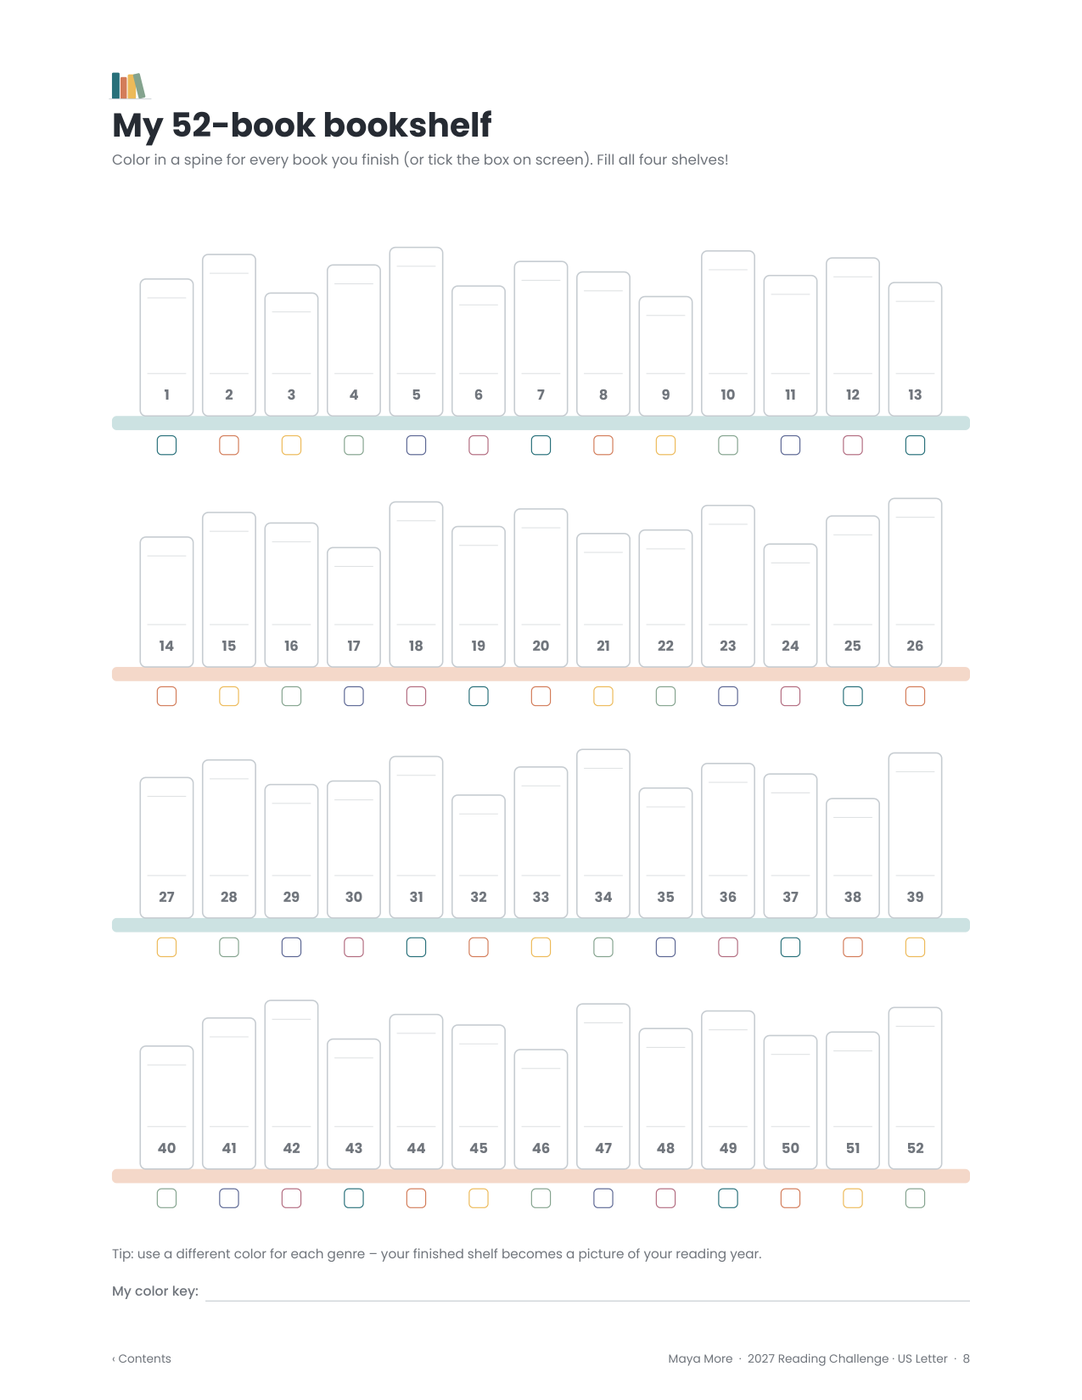 My 52-book bookshelf
Color in a spine for every book you finish (or tick the box on screen). Fill all four shelves!
1 2 3 4 5 6 7 8 9 10 11 12 13
14 15 16 17 18 19 20 21 22 23 24 25 26
27 28 29 30 31 32 33 34 35 36 37 38 39
40 41 42 43 44 45 46 47 48 49 50 51 52
Tip: use a different color for each genre – your finished shelf becomes a picture of your reading year.
My color key:
‹ Contents
Maya More · 2027 Reading Challenge · US Letter · 8